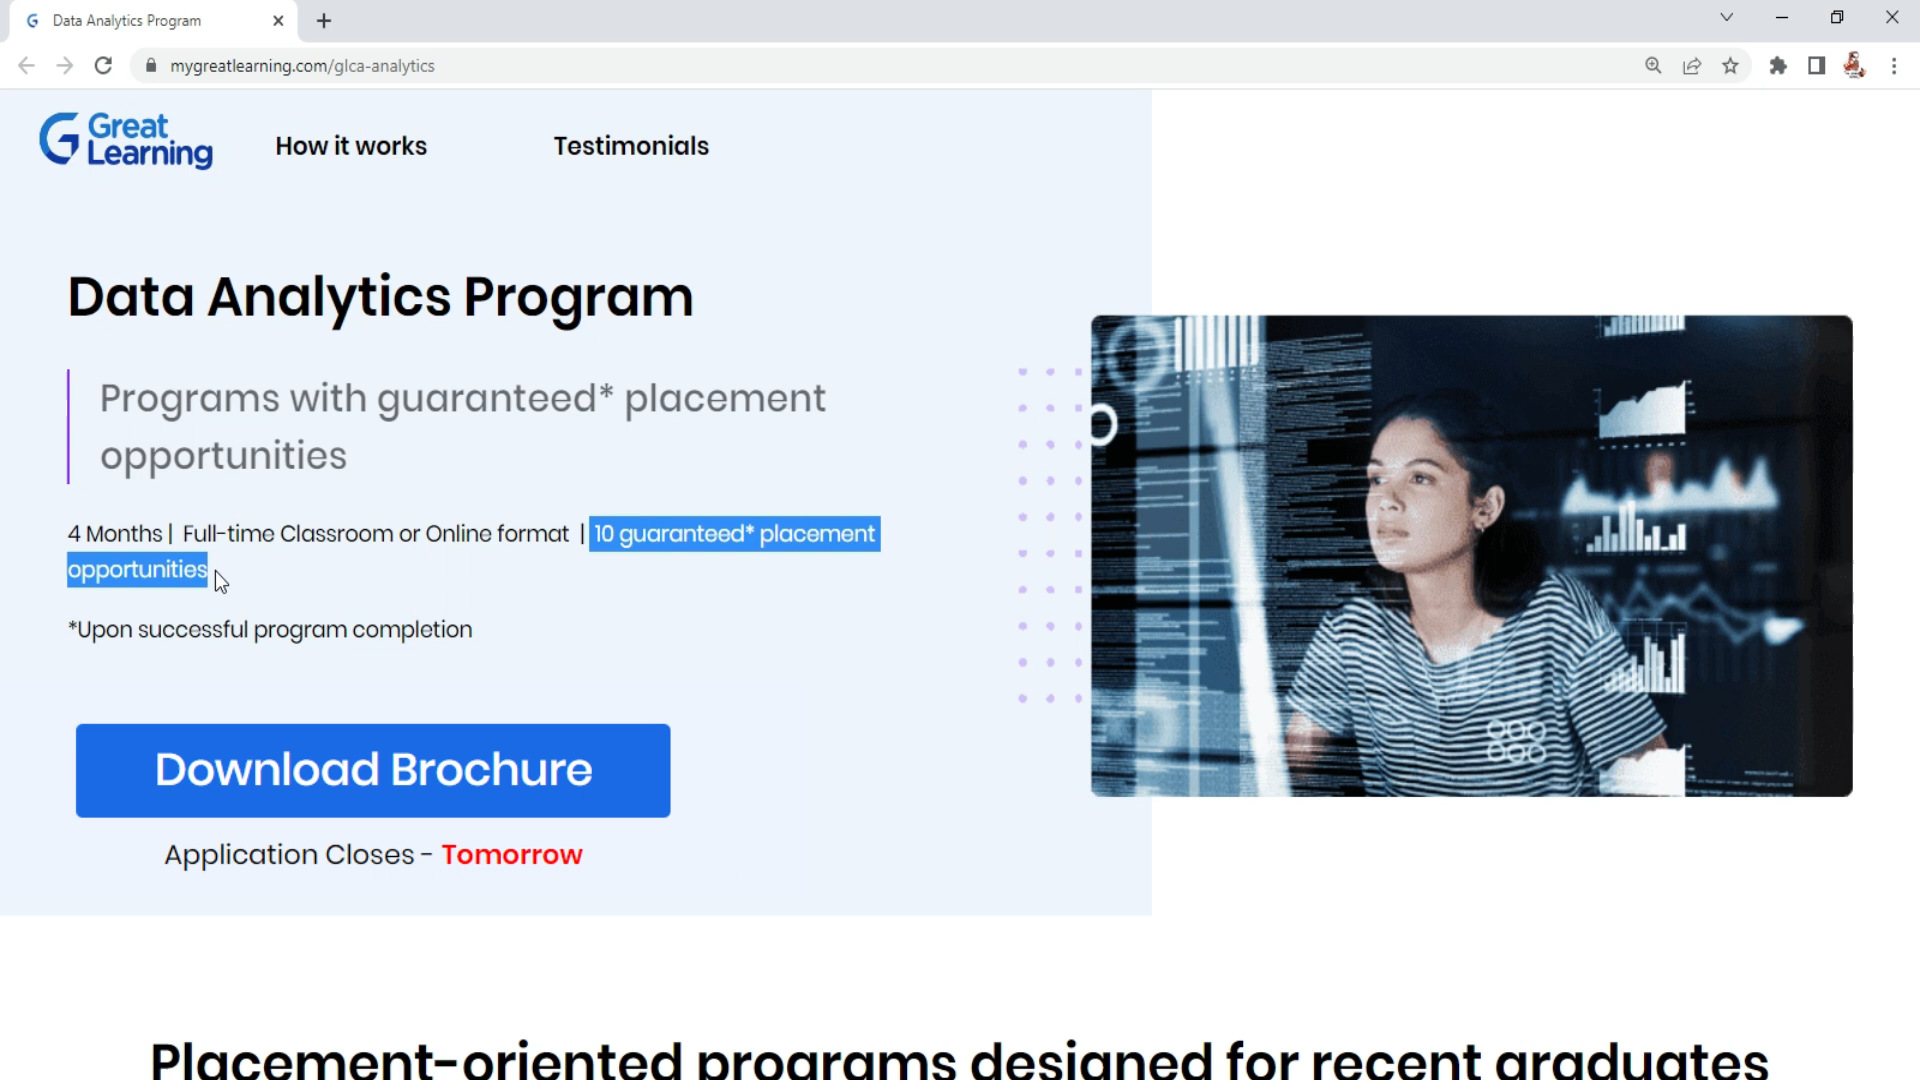 Data Analytics Program
mygreatlearning.com/glca-analytics
Great
Learning
How it works
Testimonials
Data Analytics Program
Programs with guaranteed* placement
opportunities
4 Months | Full-time Classroom or Online format | 10 guaranteed* placement
opportunities
*Upon successful program completion
Download Brochure
Application Closes - Tomorrow
Placement-oriented programs designed for recent graduates